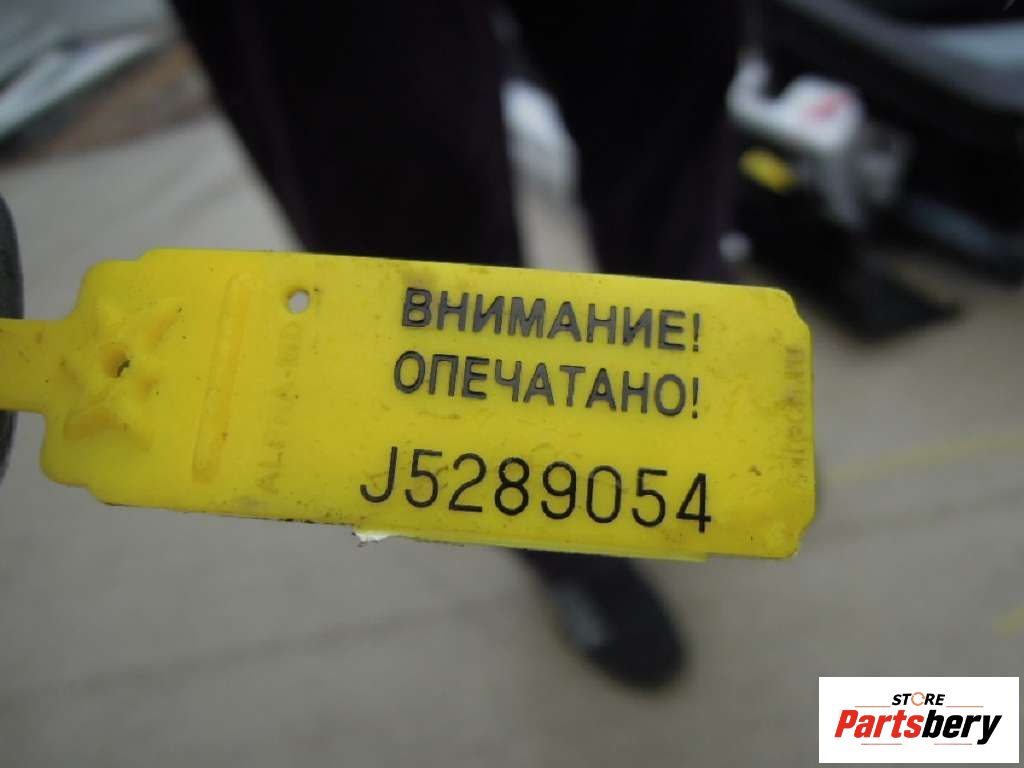 ВНИМАНИЕ!
ОПЕЧАТАНО!
J5289054
STORE
Partsbery